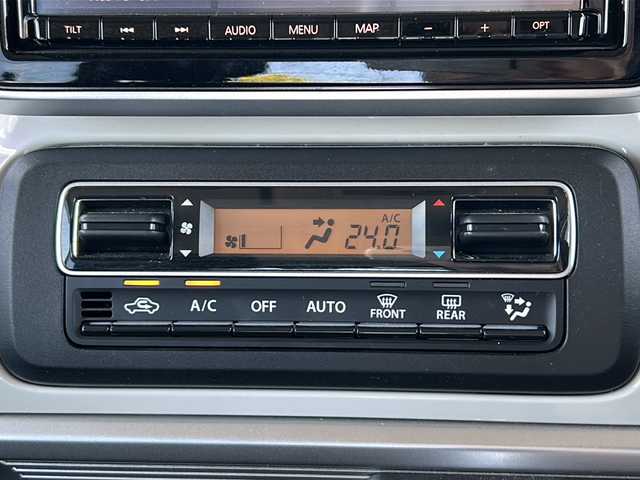 TILT AUDIO MENU MAP − + OPT
A/C
24.0
A/C OFF AUTO FRONT REAR